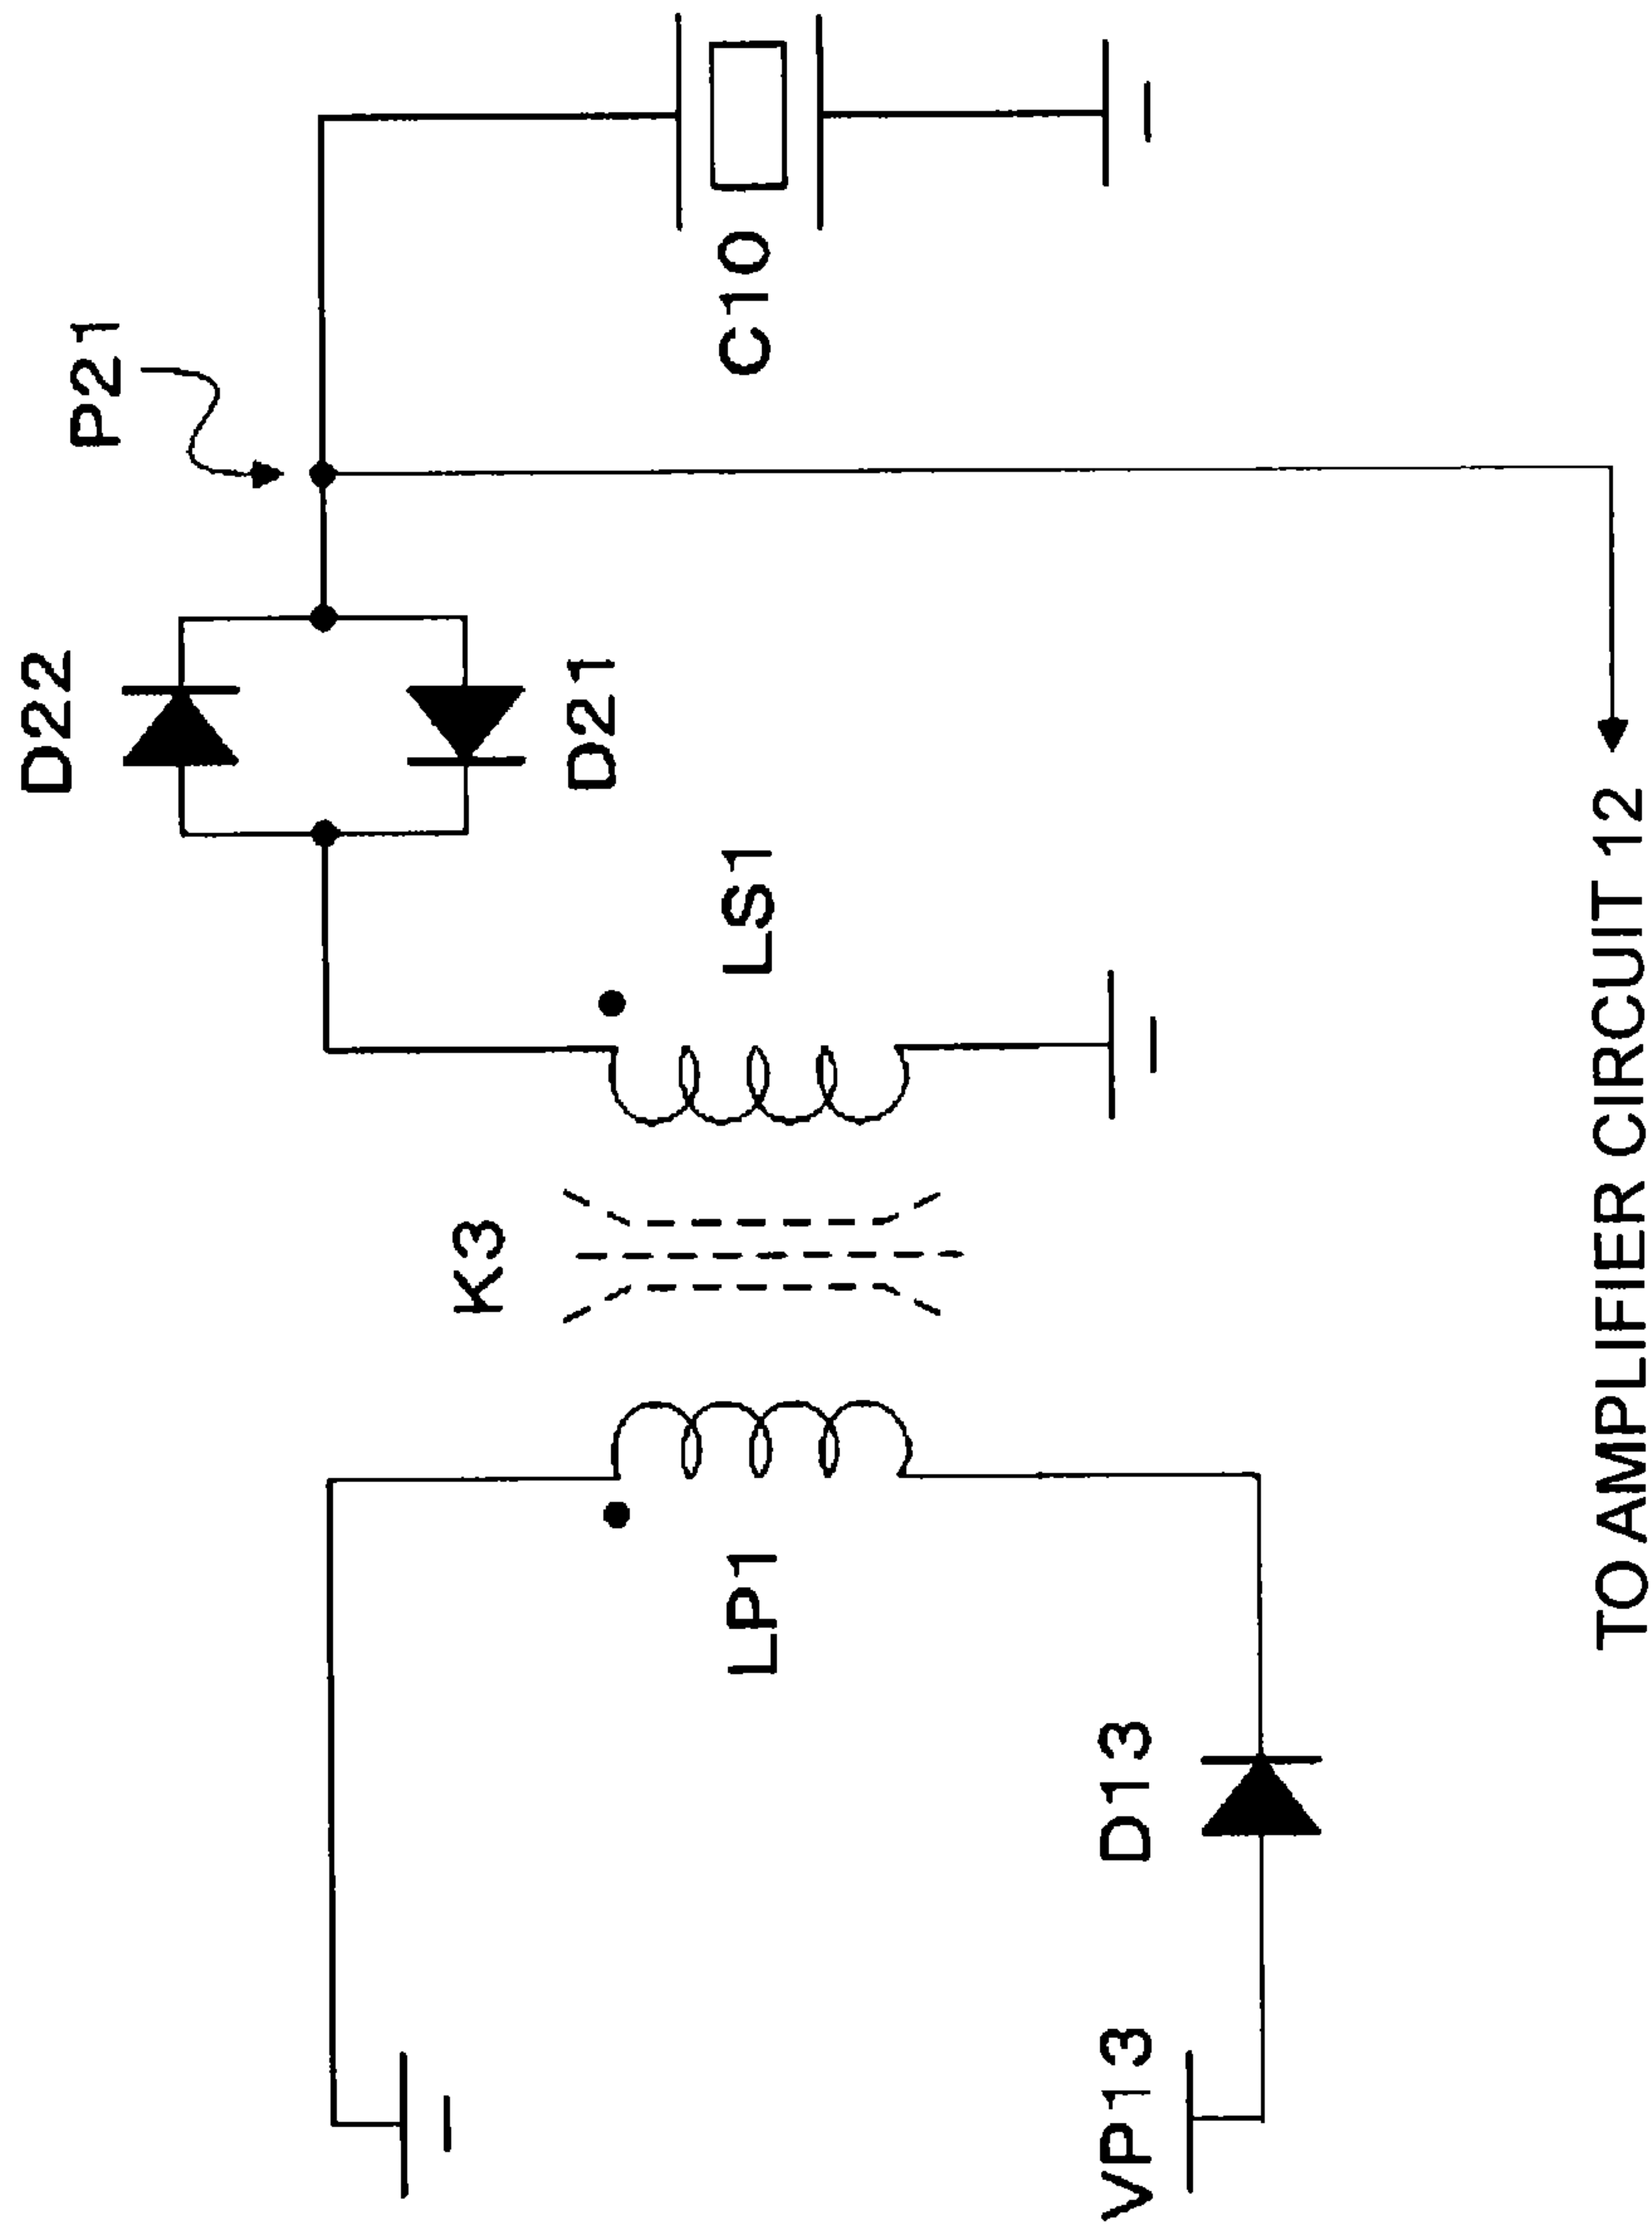 P21
D22
D21
C10
LS1
K3
LP1
D13
VP13
TO AMPLIFIER CIRCUIT 12